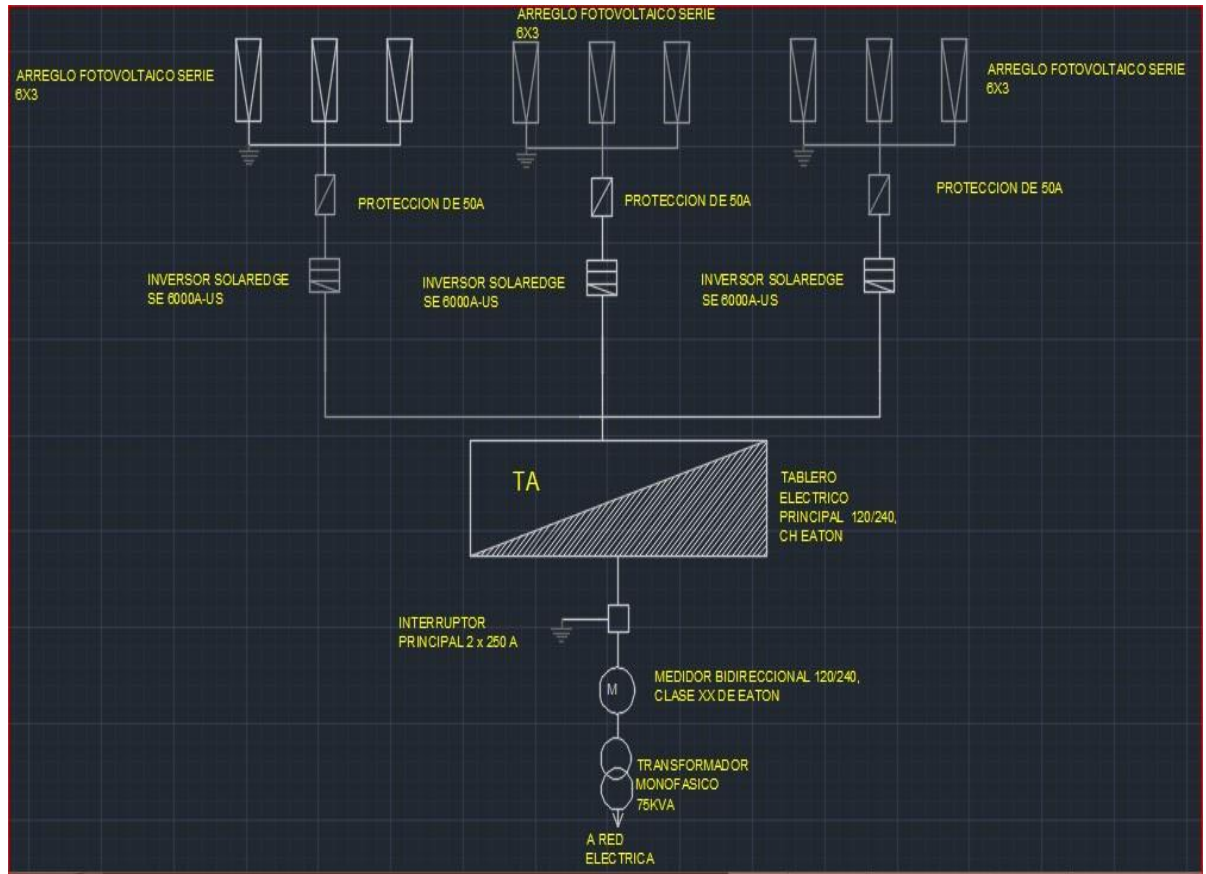 ARREGLO FOTOVOLTAICO SERIE
6X3
ARREGLO FOTOVOLTAICO SERIE
6X3
ARREGLO FOTOVOLTAICO SERIE
6X3
PROTECCION DE 50A
PROTECCION DE 50A
PROTECCION DE 50A
INVERSOR SOLAREDGE
SE 6000A-US
INVERSOR SOLAREDGE
SE 6000A-US
INVERSOR SOLAREDGE
SE 6000A-US
TA
TABLERO
ELECTRICO
PRINCIPAL 120/240,
CH EATON
INTERRUPTOR
PRINCIPAL 2 x 250 A
M
MEDIDOR BIDIRECCIONAL 120/240,
CLASE XX DE EATON
TRANSFORMADOR
MONOFASICO
75KVA
A RED
ELECTRICA